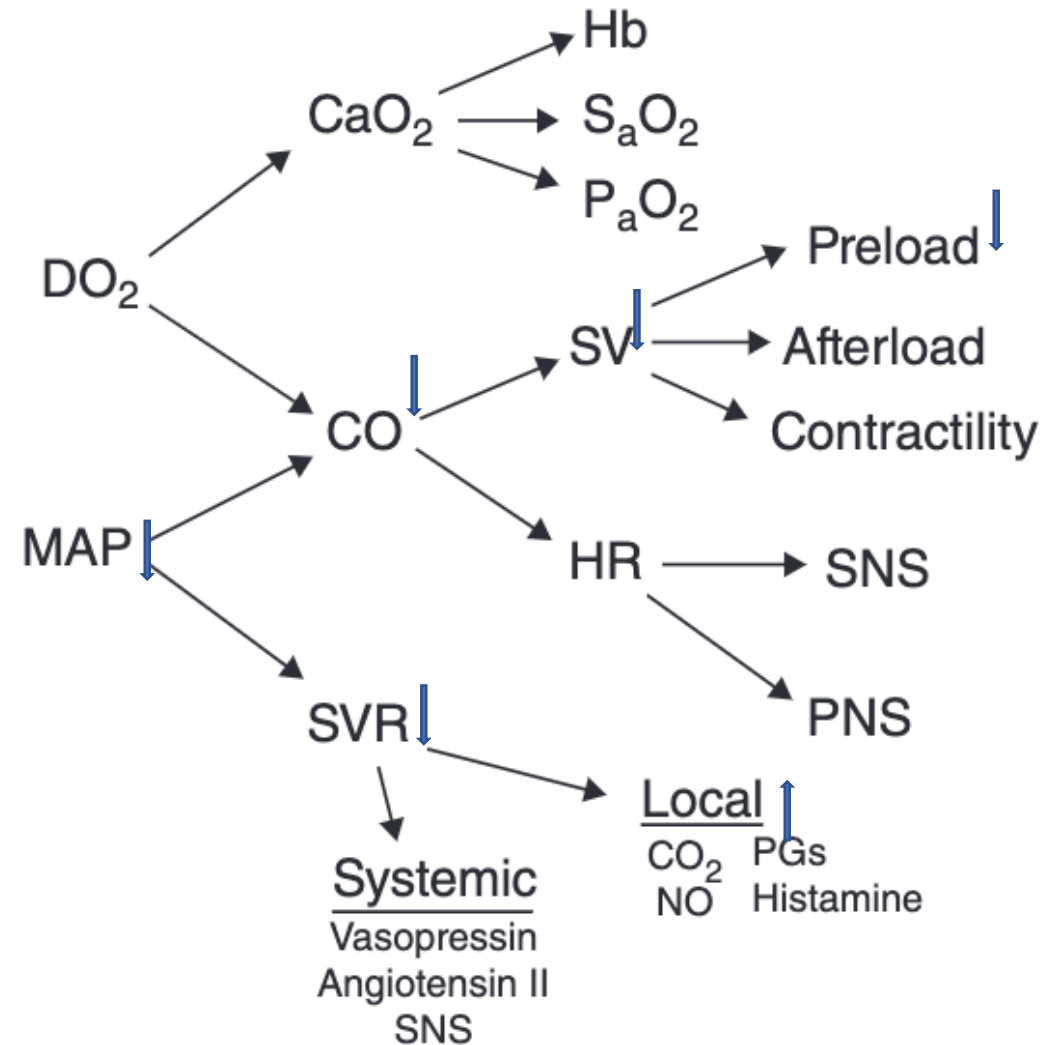 Hb
CaO₂
SₐO₂
PₐO₂
Preload
DO₂
SV
Afterload
CO
Contractility
MAP
HR
SNS
SVR
PNS
Local
CO₂ PGs
NO Histamine
Systemic
Vasopressin
Angiotensin II
SNS